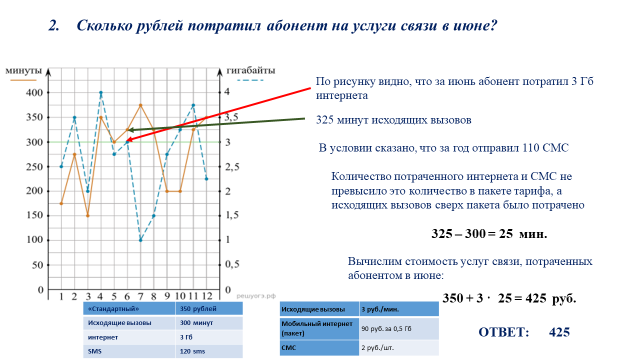 2. Сколько рублей потратил абонент на услуги связи в июне?
минуты
гигабайты
400
350
300
250
200
150
100
50
0
4
3,5
3
2,5
2
1,5
1
0,5
0
1 2 3 4 5 6 7 8 9 10 11 12
решуогэ.рф
По рисунку видно, что за июнь абонент потратил 3 Гб
интернета
325 минут исходящих вызовов
В условии сказано, что за год отправил 110 СМС
Количество потраченного интернета и СМС не
превысило это количество в пакете тарифа, а
исходящих вызовов сверх пакета было потрачено
325 – 300 = 25 мин.
Вычислим стоимость услуг связи, потраченных
абонентом в июне:
350 + 3 · 25 = 425 руб.
ОТВЕТ: 425
«Стандартный» 350 рублей
Исходящие вызовы 300 минут
интернет 3 Гб
SMS 120 sms
Исходящие вызовы 3 руб./мин.
Мобильный интернет
(пакет) 90 руб. за 0,5 Гб
СМС 2 руб./шт.